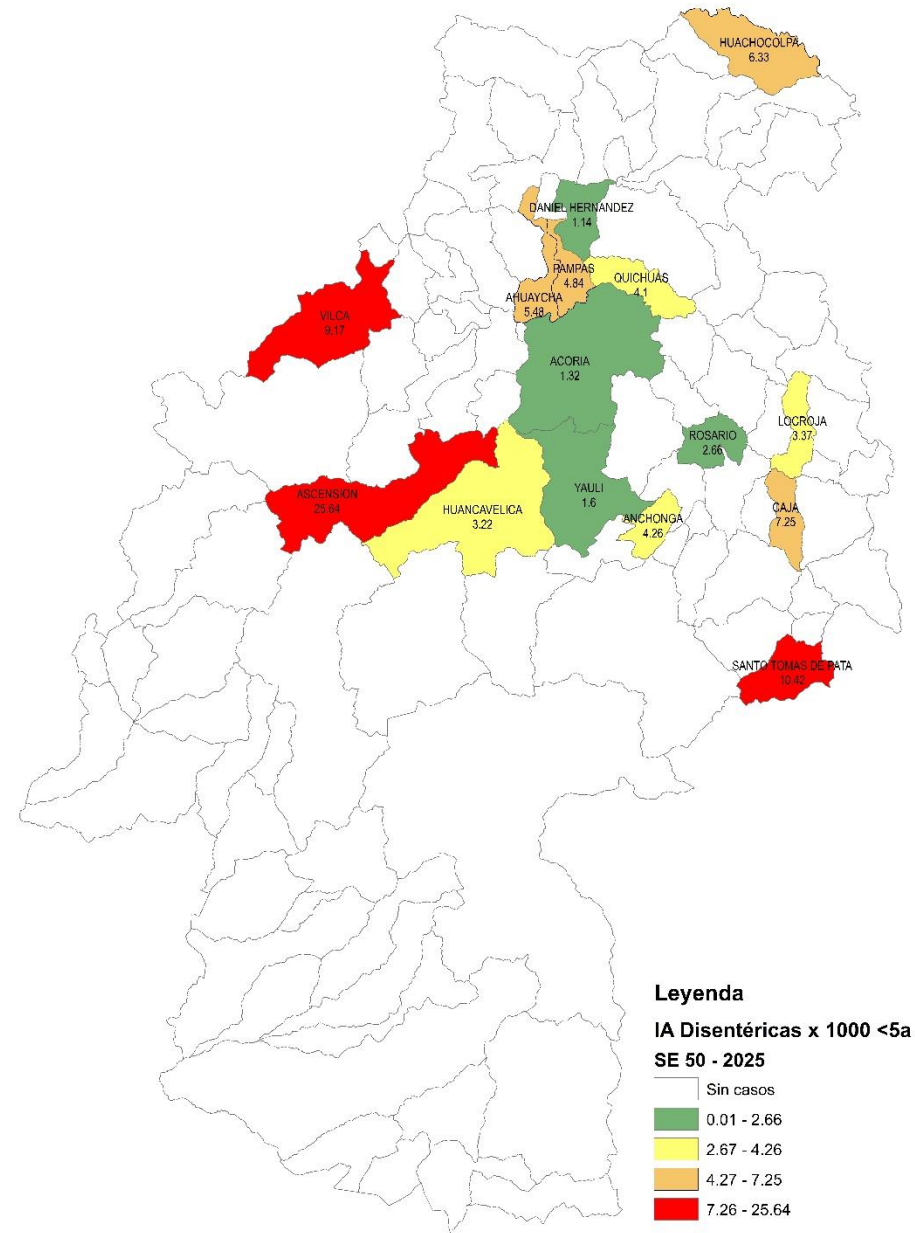 HUACHOCOLPA
6.33
DANIEL HERNANDEZ
1.14
PAMPAS
4.84
QUICHUAS
4.1
AHUAYCHA
5.48
VILCA
9.17
ACORIA
1.32
LOCROJA
3.37
ROSARIO
2.66
ASCENSION
25.64
HUANCAVELICA
3.22
YAULI
1.6
ANCHONGA
4.26
CAJA
7.25
SANTO TOMAS DE PATA
10.42
Leyenda
IA Disentéricas x 1000 <5a
SE 50 - 2025
Sin casos
0.01 - 2.66
2.67 - 4.26
4.27 - 7.25
7.26 - 25.64